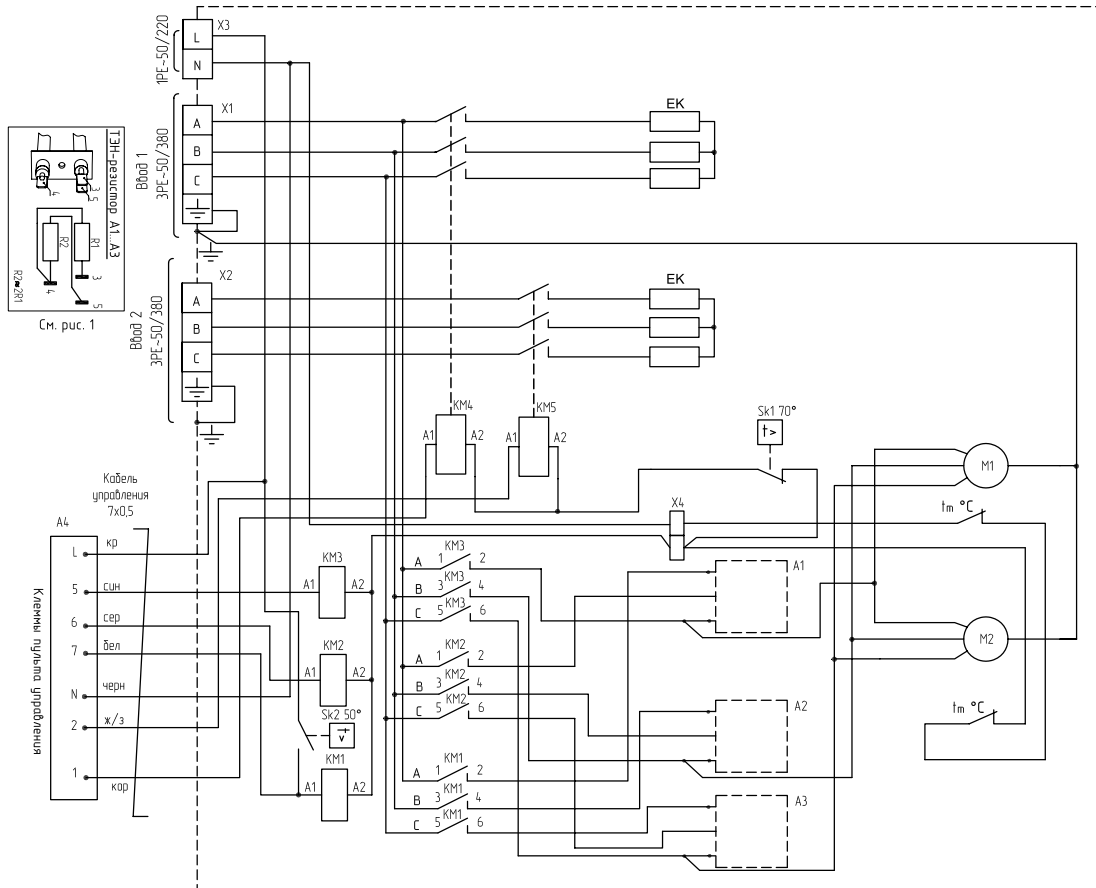 1PE~50/220
X3
L
N
Ввод 1
3PE~50/380
X1
A
B
C
EK
ТЭН-резистор А1...А3
3
5
4
R1
R2
3
4
5
R2≈2R1
См. рис. 1
Ввод 2
3PE~50/380
X2
A
B
C
EK
KM4
A1
A2
KM5
A1
A2
Sk1 70°
t>
M1
tm °C
X4
Кабель
управления
7x0,5
A4
Клеммы пульта управления
L
кр
5
син
6
сер
7
бел
N
черн
2
ж/з
1
кор
KM3
A1
A2
KM2
A1
A2
Sk2 50°
t>
KM1
A1
A2
A
1
KM3
2
B
3
KM3
4
C
5
KM3
6
A
1
KM2
2
B
3
KM2
4
C
5
KM2
6
A
1
KM1
2
B
3
KM1
4
C
5
KM1
6
A1
A2
A3
M2
tm °C